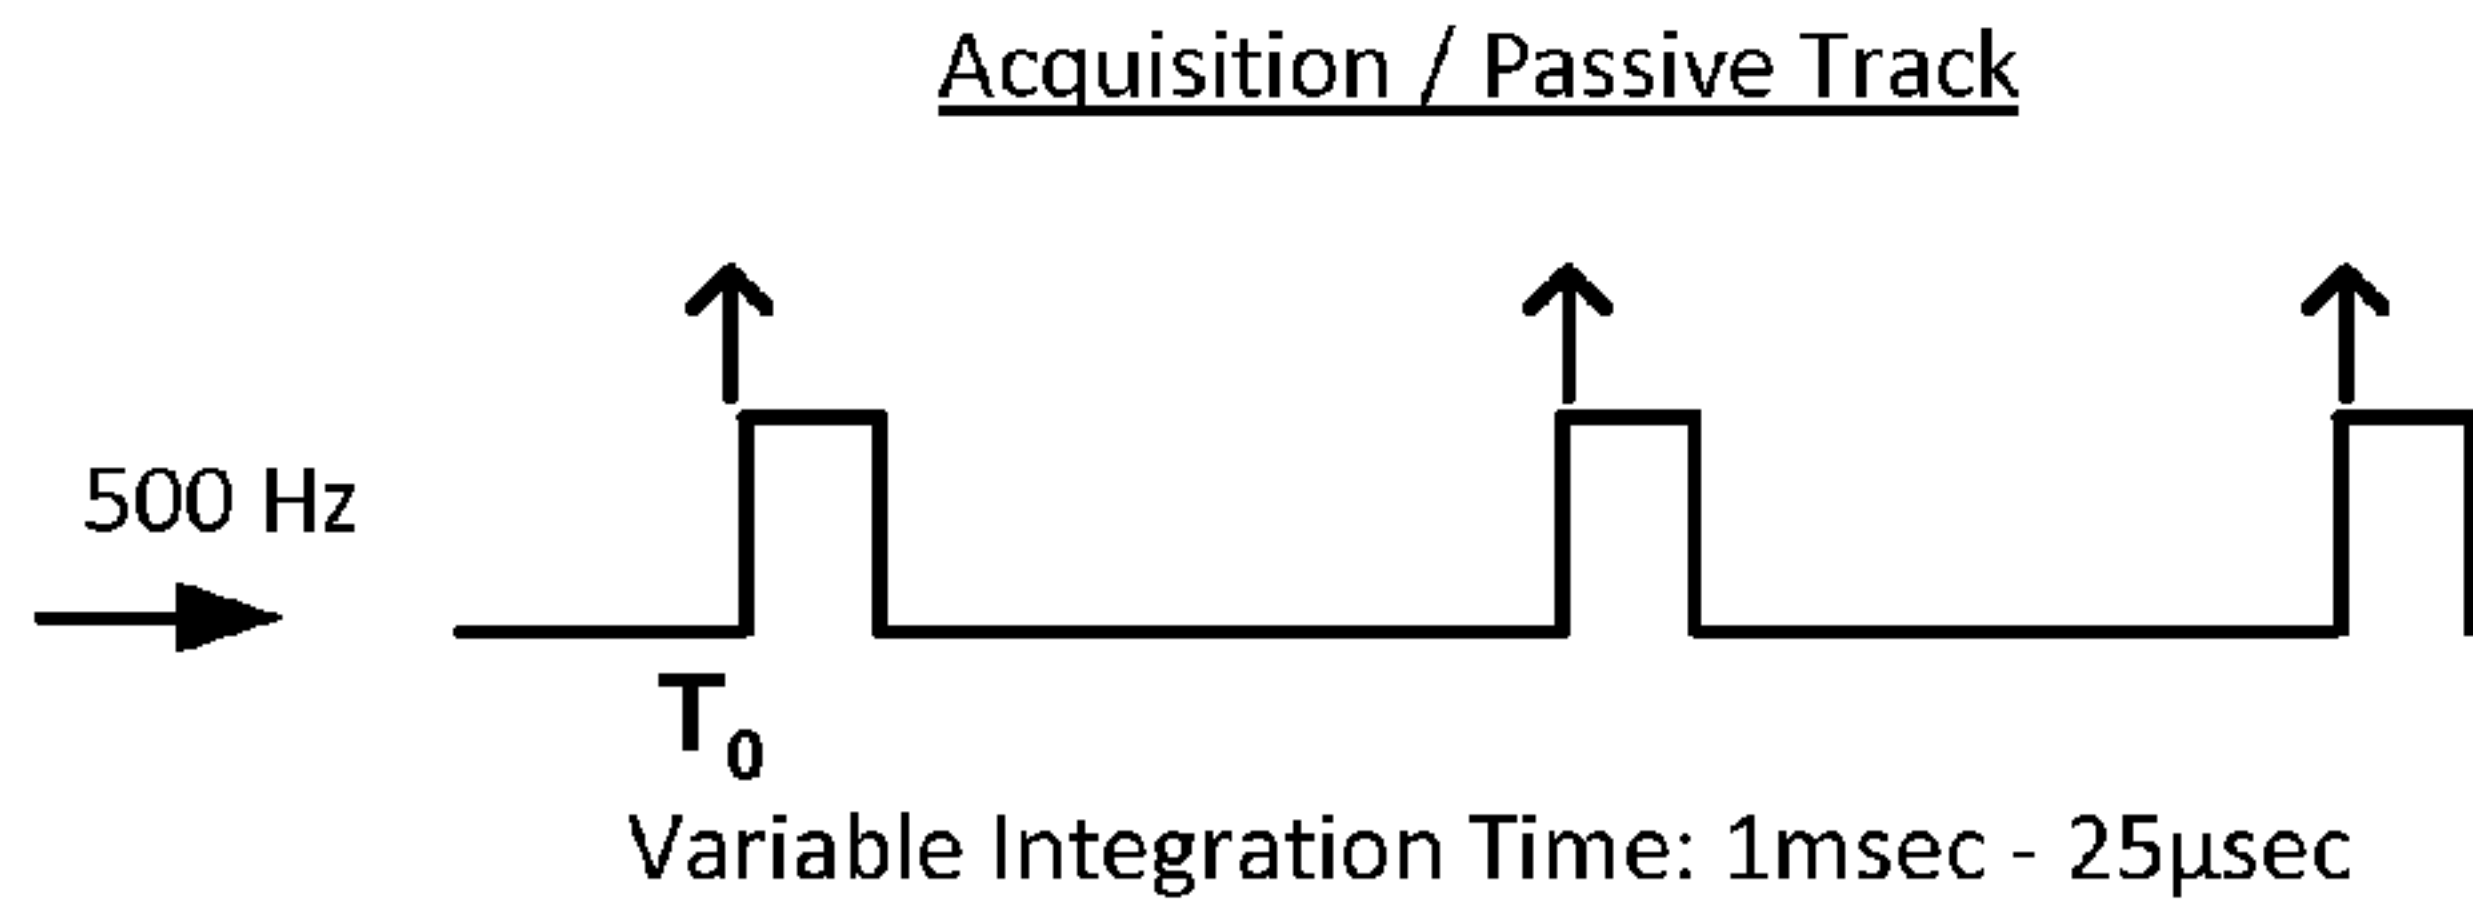 Acquisition / Passive Track
500 Hz
T0
Variable Integration Time: 1msec - 25µsec